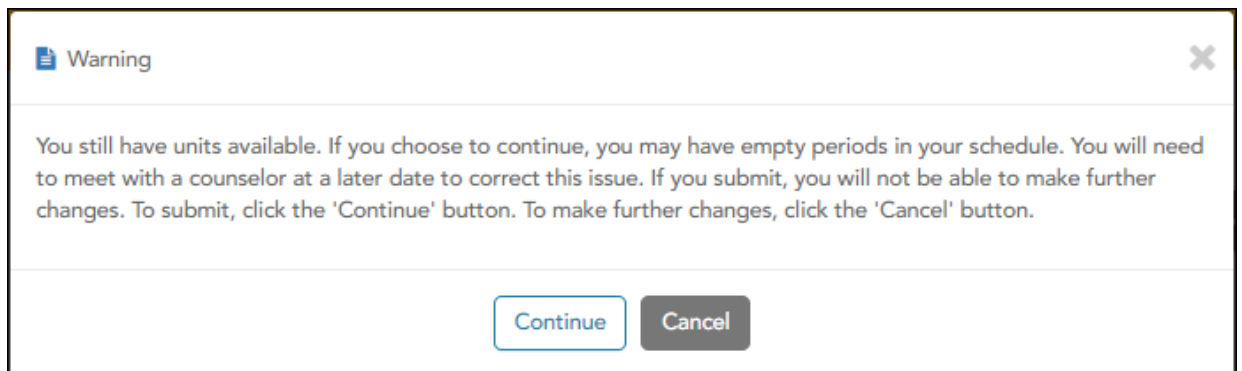 Warning
You still have units available. If you choose to continue, you may have empty periods in your schedule. You will need
to meet with a counselor at a later date to correct this issue. If you submit, you will not be able to make further
changes. To submit, click the 'Continue' button. To make further changes, click the 'Cancel' button.
Continue Cancel